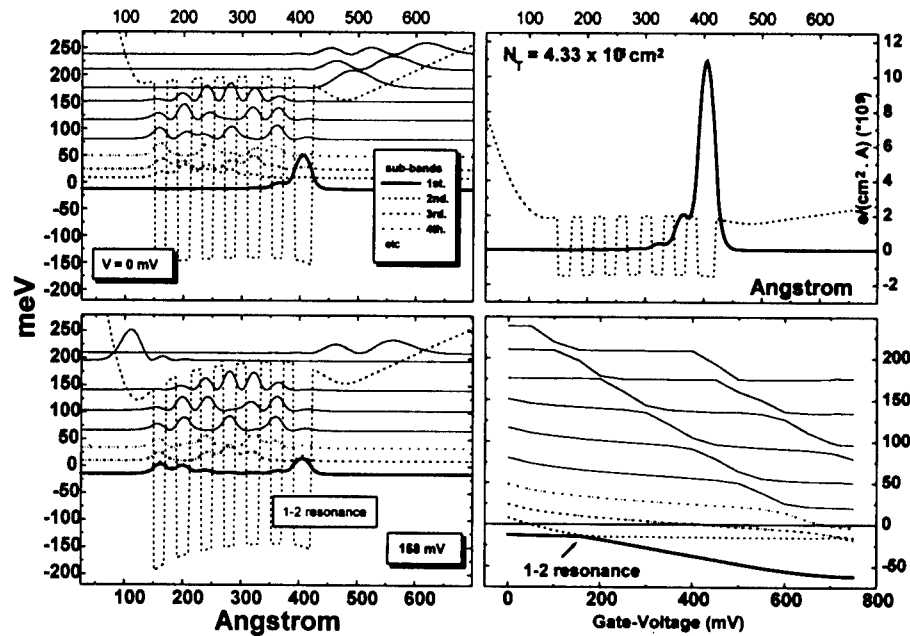 100 200 300 400 500 600
250
200
150
100
50
0
-50
-100
-150
-200
sub-bands
1st.
2nd.
3rd.
4th.
etc
V = 0 mV
meV
100 200 300 400 500 600
N_T = 4.33 x 10 cm²
12
10
8
6
4
2
0
-2
e/(cm². A) (*10⁹)
Angstrom
250
200
150
100
50
0
-50
-100
-150
-200
1-2 resonance
158 mV
100 200 300 400 500 600
Angstrom
200
150
100
50
0
-50
1-2 resonance
0 200 400 600 800
Gate-Voltage (mV)